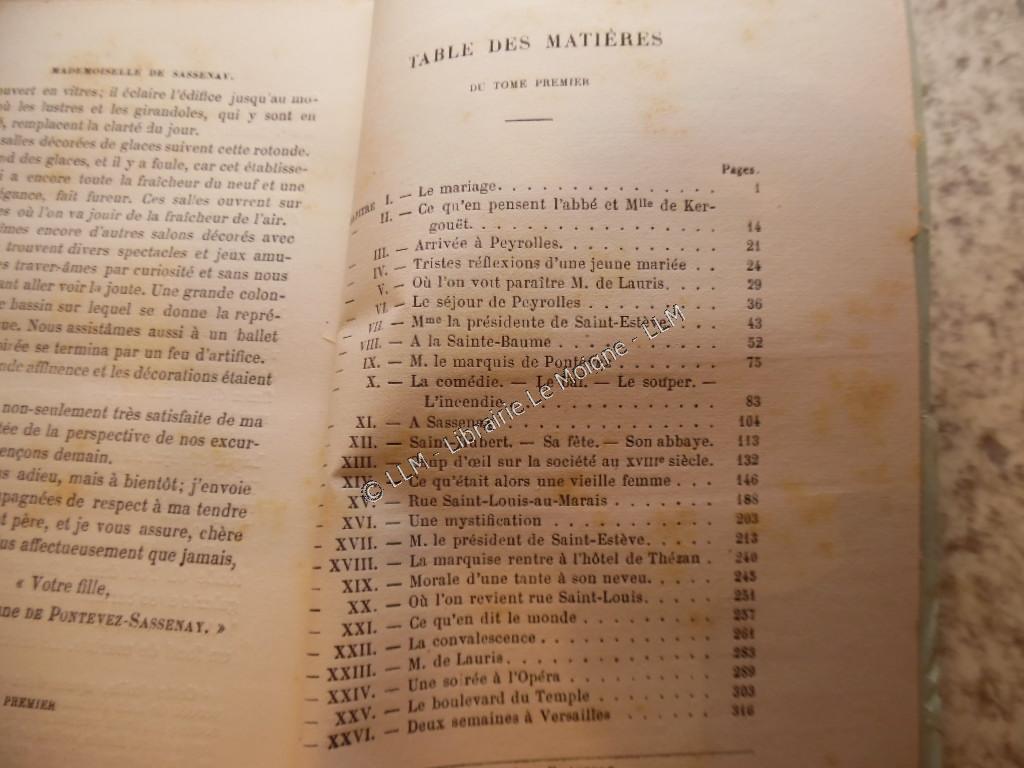 MADEMOISELLE DE SASSENAY.
ouvert en vitres; il éclaire l'édifice jusqu'au mo-
où les lustres et les girandoles, qui y sont en
remplacent la clarté du jour.
salles décorées de glaces suivent cette rotonde.
des glaces, et il y a foule, car cet établisse-
a encore toute la fraîcheur du neuf et une
fait fureur. Ces salles ouvrent sur
où l'on va jouir de la fraîcheur de l'air.
encore d'autres salons décorés avec
trouvent divers spectacles et jeux amu-
traver-âmes par curiosité et sans nous
aller voir la joute. Une grande colon-
bassin sur lequel se donne la repré-
Nous assistâmes aussi à un ballet
se termina par un feu d'artifice.
affluence et les décorations étaient
non-seulement très satisfaite de ma
de la perspective de nos excur-
demain.
adieu, mais à bientôt; j'envoie
de respect à ma tendre
père, et je vous assure, chère
affectueusement que jamais,
« Votre fille,
DE PONTEVEZ-SASSENAY. »
PREMIER
TABLE DES MATIÈRES
DU TOME PREMIER
Pages.
I. — Le mariage. 1
II. — Ce qu'en pensent l'abbé et Mlle de Ker-
gouët. 14
— III. — Arrivée à Peyrolles. 21
— IV. — Tristes réflexions d'une jeune mariée 24
— V. — Où l'on voit paraître M. de Lauris. 29
— VI. — Le séjour de Peyrolles 36
— VII. — Mme la présidente de Saint-Estève. 43
— VIII. — A la Sainte-Baume 52
— IX. — M. le marquis de Pontevez. 75
— X. — La comédie. — Le bal. — Le souper. —
L'incendie. 83
— XI. — A Sassenay. 104
— XII. — Saint-Hubert. — Sa fête. — Son abbaye. 113
— XIII. — Coup d'œil sur la société au XVIIIe siècle. 132
— XIV. — Ce qu'était alors une vieille femme 146
— XV. — Rue Saint-Louis-au-Marais 188
— XVI. — Une mystification 203
— XVII. — M. le président de Saint-Estève. 213
— XVIII. — La marquise rentre à l'hôtel de Thézan 240
— XIX. — Morale d'une tante à son neveu. 245
— XX. — Où l'on revient rue Saint-Louis. 251
— XXI. — Ce qu'en dit le monde 257
— XXII. — La convalescence 261
— XXIII. — M. de Lauris. 283
— XXIV. — Une soirée à l'Opéra 289
— XXV. — Le boulevard du Temple 303
— XXVI. — Deux semaines à Versailles 316
© LLM - Librairie Le Moigne - LLM